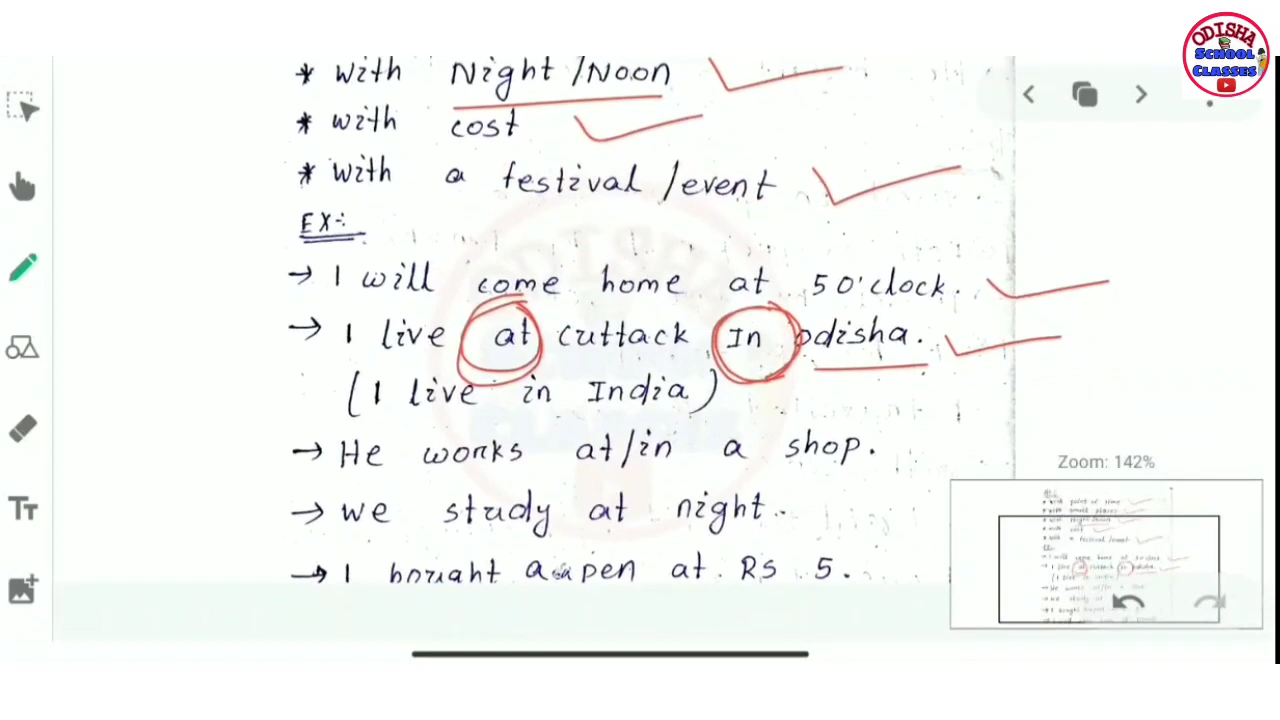 ODISHA
SCHOOL
CLASSES
* with Night/Noon
* with cost
* with a festival/event
EX:-
→ I will come home at 5 o'clock.
→ I live at cuttack In odisha.
(I live in India)
→ He works at/in a shop.
→ we study at night.
→ I bought a pen at Rs 5.
Zoom: 142%
TT